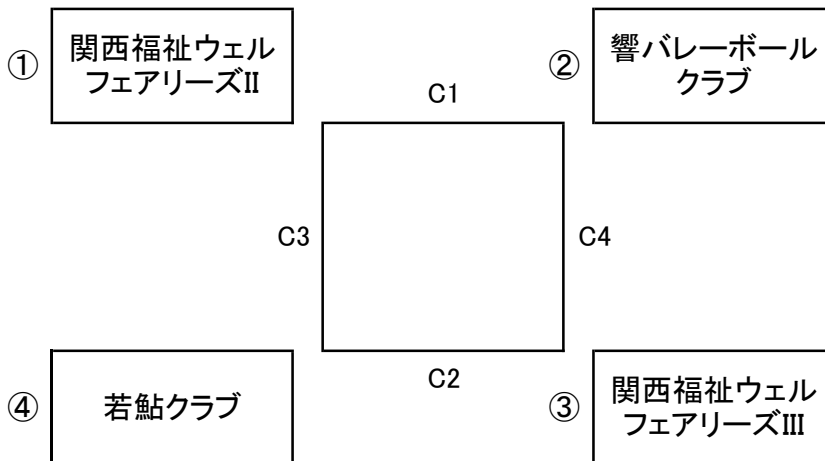 ①
関西福祉ウェル
フェアリーズII
②
響バレーボール
クラブ
C1
C3
C4
C2
④
若鮎クラブ
③
関西福祉ウェル
フェアリーズIII